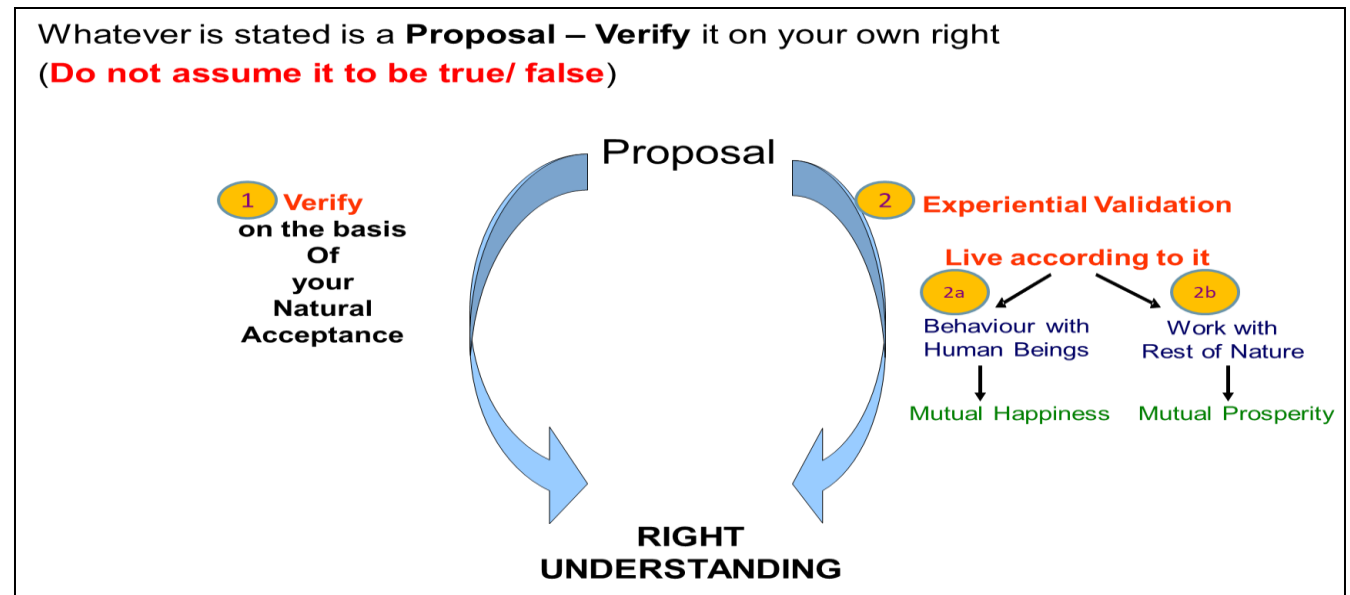 Whatever is stated is a Proposal – Verify it on your own right
(Do not assume it to be true/ false)
Proposal
1 Verify
on the basis
Of
your
Natural
Acceptance
2 Experiential Validation
Live according to it
2a
Behaviour with
Human Beings
Mutual Happiness
2b
Work with
Rest of Nature
Mutual Prosperity
RIGHT
UNDERSTANDING